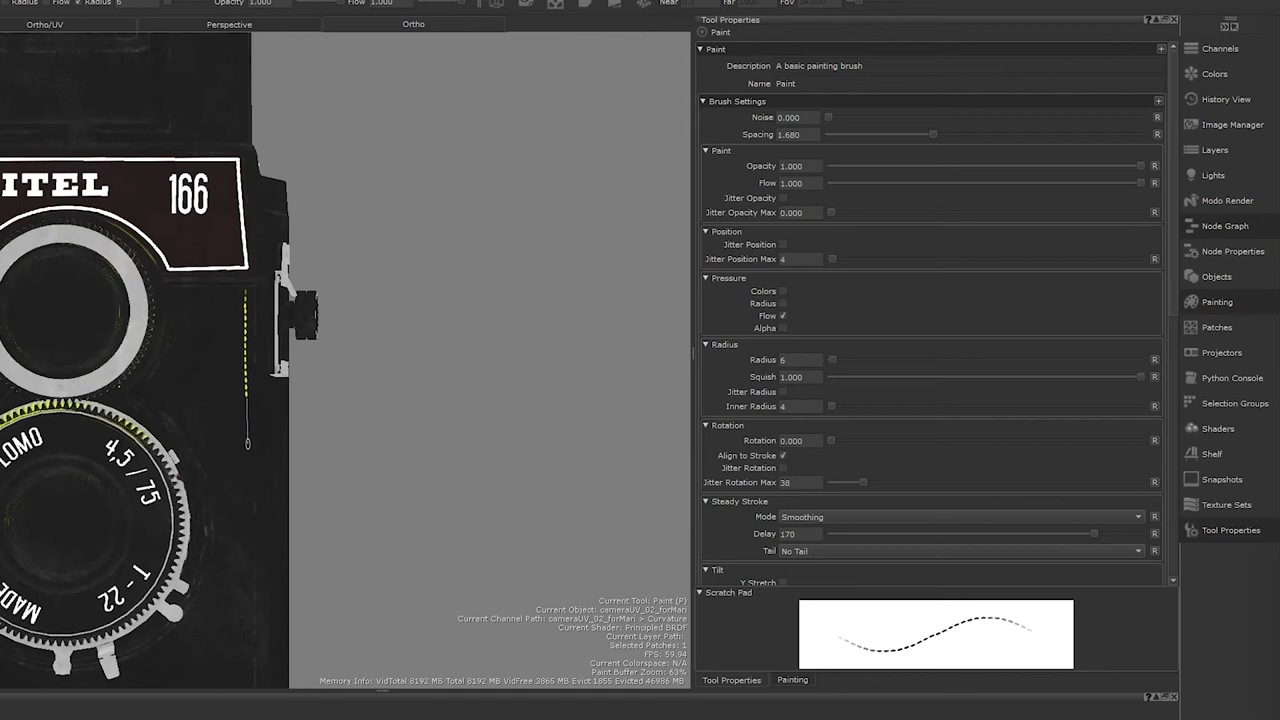 Radius Flow Radius 6 Opacity 1.000 Flow 1.000 Near Far FoV
Ortho/UV Perspective Ortho
ITEL
166
LOMO
4,5/75
T-22
MADE
Current Tool: Paint (P)
Current Object: cameraUV_02_forMari
Current Channel Path: cameraUV_02_forMari > Curvature
Current Shader: Principled BRDF
Current Layer Path:
Selected Patches: 1
FPS: 59.94
Current Colorspace: N/A
Paint Buffer Zoom: 63%
Memory Info: VidTotal 8192 MB Total 8192 MB VidFree 3865 MB Evict 1855 Evicted 46986 MB
Tool Properties
Paint
Paint
Description A basic painting brush
Name Paint
Brush Settings
Noise 0.000 R
Spacing 1.680 R
Paint
Opacity 1.000 R
Flow 1.000 R
Jitter Opacity
Jitter Opacity Max 0.000 R
Position
Jitter Position
Jitter Position Max 4 R
Pressure
Colors
Radius
Flow
Alpha
Radius
Radius 6 R
Squish 1.000 R
Jitter Radius
Inner Radius 4 R
Rotation
Rotation 0.000 R
Align to Stroke
Jitter Rotation
Jitter Rotation Max 38 R
Steady Stroke
Mode Smoothing R
Delay 170 R
Tail No Tail R
Tilt
Y Stretch
Scratch Pad
Tool Properties Painting
Channels
Colors
History View
Image Manager
Layers
Lights
Modo Render
Node Graph
Node Properties
Objects
Painting
Patches
Projectors
Python Console
Selection Groups
Shaders
Shelf
Snapshots
Texture Sets
Tool Properties